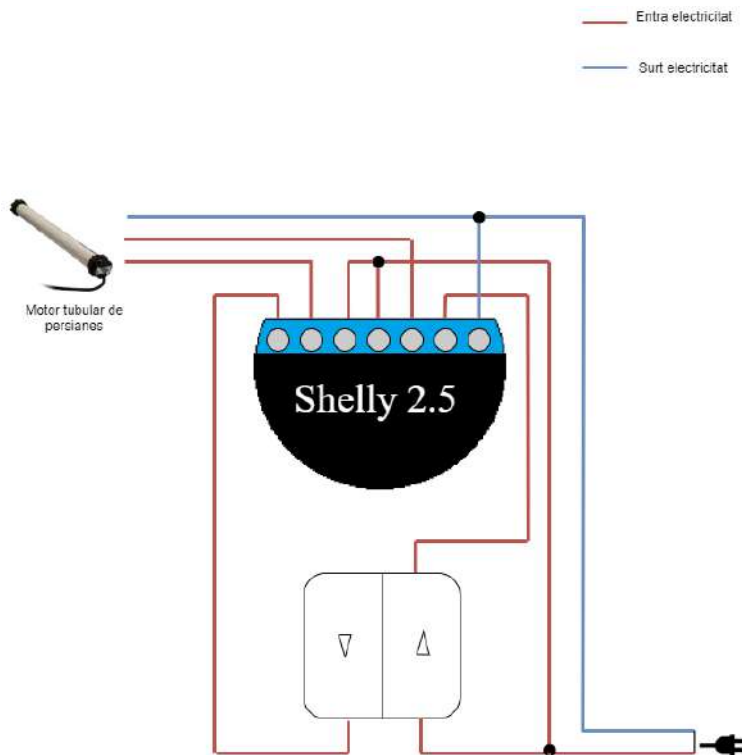 Entra electricitat
Surt electricitat
Motor tubular de
persianes
Shelly 2.5